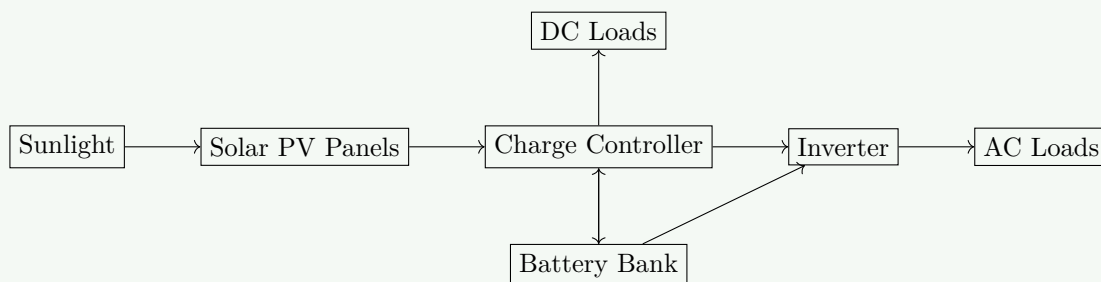 DC Loads
Sunlight
Solar PV Panels
Charge Controller
Inverter
AC Loads
Battery Bank